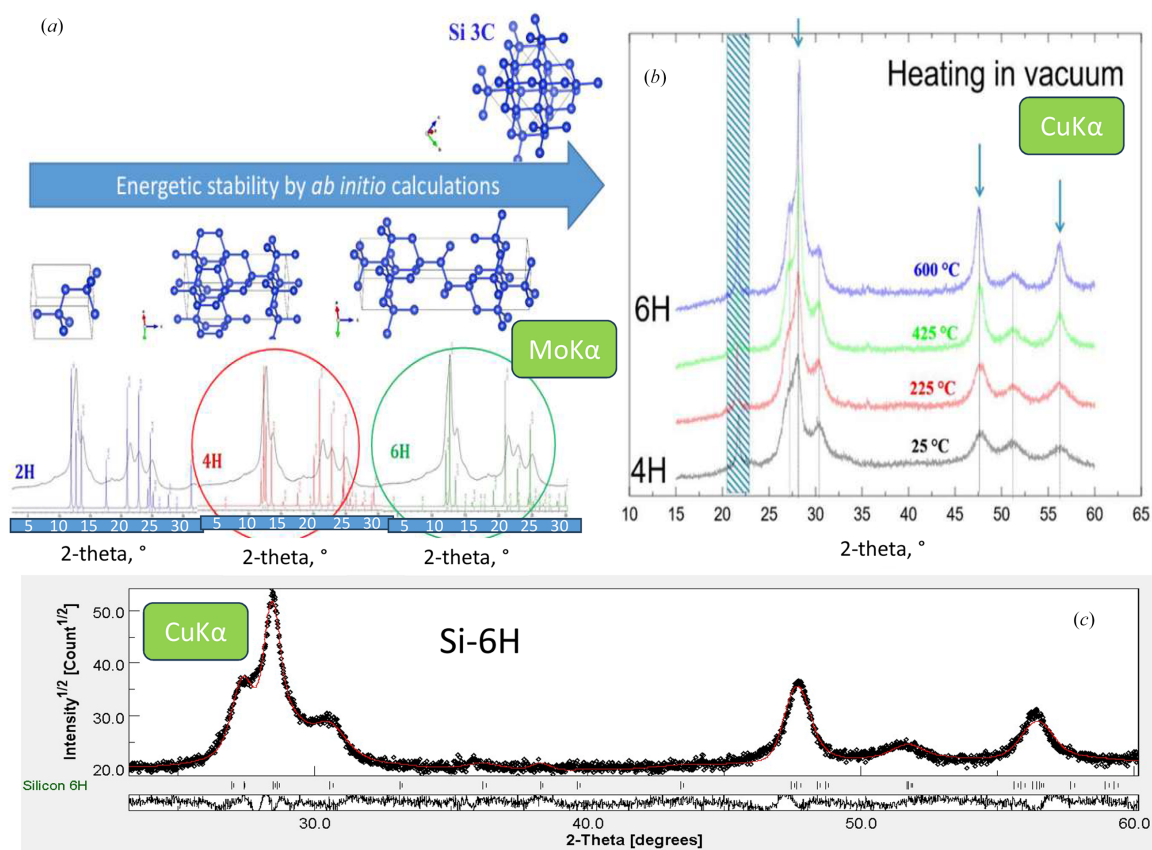 (a)
Si 3C
Energetic stability by ab initio calculations
MoKα
2H
4H
6H
5 10 15 20 25 30
5 10 15 20 25 30
5 10 15 20 25 30
2-theta, °
2-theta, °
2-theta, °
(b)
Heating in vacuum
CuKα
600 °C
6H
425 °C
225 °C
25 °C
4H
10 15 20 25 30 35 40 45 50 55 60 65
2-theta, °
CuKα
Si-6H
(c)
Intensity1/2 [Count1/2]
50.0
40.0
30.0
20.0
Silicon 6H
30.0 40.0 50.0 60.0
2-Theta [degrees]